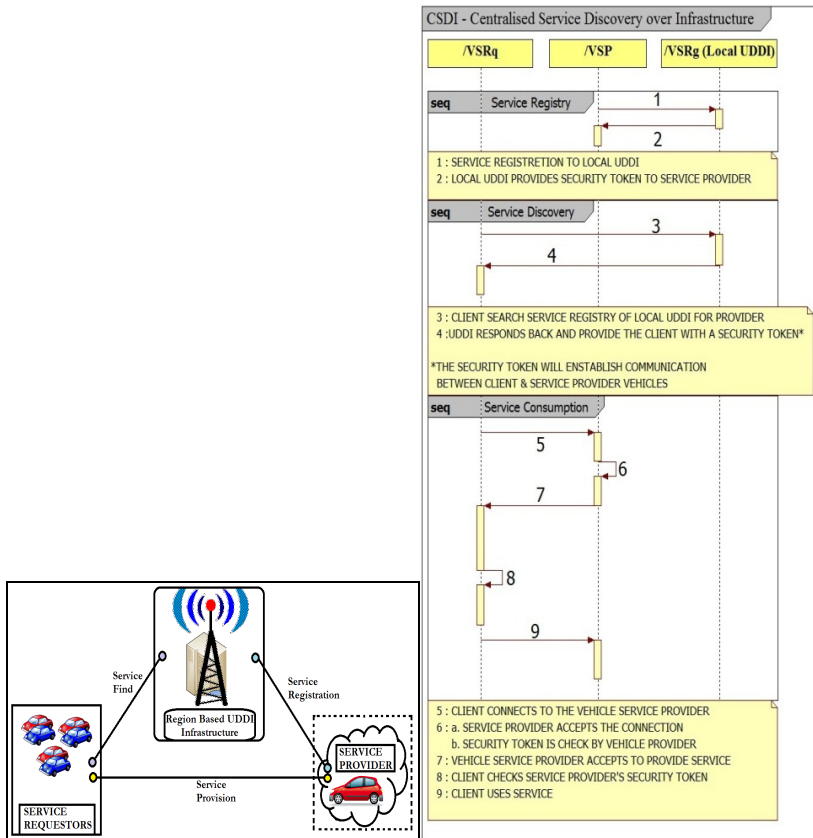 CSDI - Centralised Service Discovery over Infrastructure
/VSRq
/VSP
/VSRg (Local UDDI)
seq
Service Registry
1
2
1 : SERVICE REGISTRETION TO LOCAL UDDI
2 : LOCAL UDDI PROVIDES SECURITY TOKEN TO SERVICE PROVIDER
seq
Service Discovery
3
4
3 : CLIENT SEARCH SERVICE REGISTRY OF LOCAL UDDI FOR PROVIDER
4 :UDDI RESPONDS BACK AND PROVIDE THE CLIENT WITH A SECURITY TOKEN*
*THE SECURITY TOKEN WILL ENSTABLISH COMMUNICATION
BETWEEN CLIENT & SERVICE PROVIDER VEHICLES
seq
Service Consumption
5
6
7
8
9
5 : CLIENT CONNECTS TO THE VEHICLE SERVICE PROVIDER
6 : a. SERVICE PROVIDER ACCEPTS THE CONNECTION
b. SECURITY TOKEN IS CHECK BY VEHICLE PROVIDER
7 : VEHICLE SERVICE PROVIDER ACCEPTS TO PROVIDE SERVICE
8 : CLIENT CHECKS SERVICE PROVIDER'S SECURITY TOKEN
9 : CLIENT USES SERVICE
Service
Find
Service
Registration
Region Based UDDI
Infrastructure
SERVICE
PROVIDER
Service
Provision
SERVICE
REQUESTORS